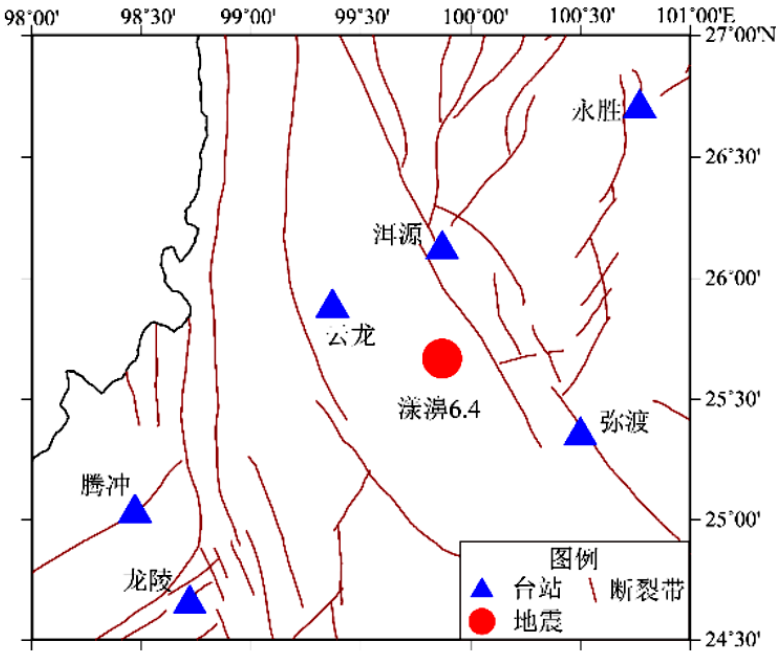 98°00′ 98°30′ 99°00′ 99°30′ 100°00′ 100°30′ 101°00′E
27°00′N
永胜
26°30′
洱源
26°00′
云龙
漾濞6.4
25°30′
弥渡
腾冲
25°00′
图例
龙陵
台站 断裂带
地震
24°30′